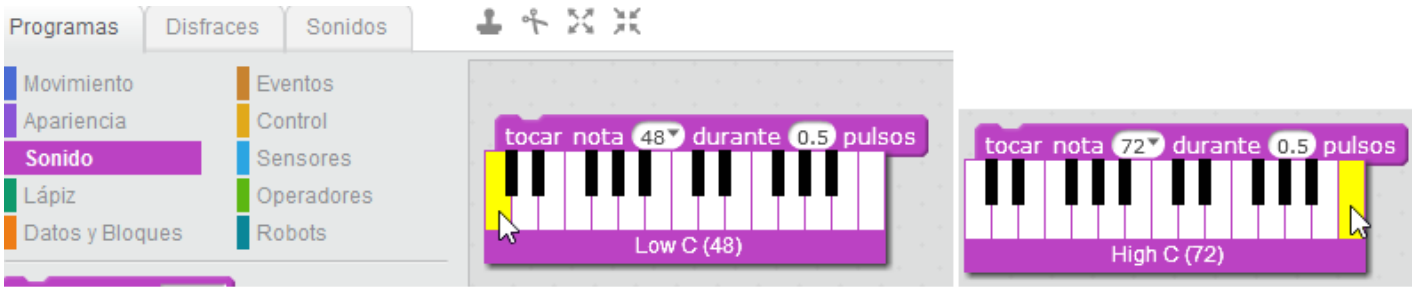 Programas Disfraces Sonidos
Movimiento Eventos
Apariencia Control
Sonido Sensores
Lápiz Operadores
Datos y Bloques Robots
tocar nota 48 durante 0.5 pulsos
Low C (48)
tocar nota 72 durante 0.5 pulsos
High C (72)